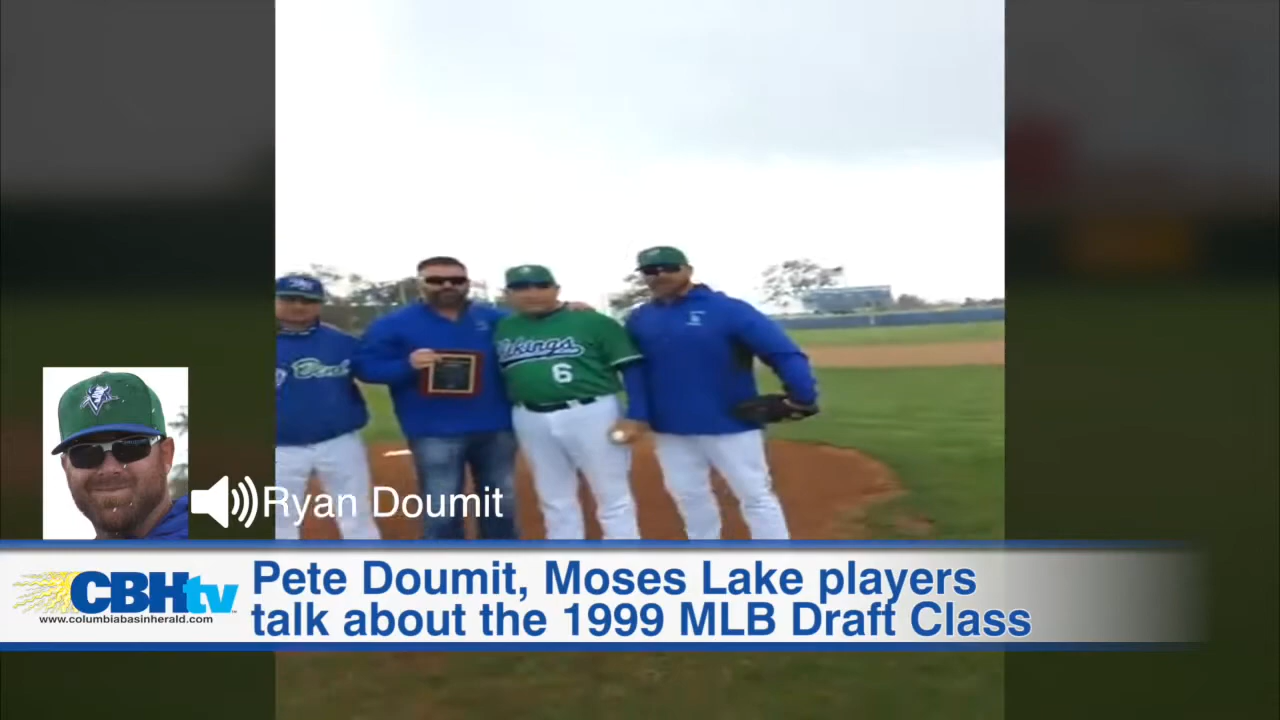 Bend
Vikings
6
Ryan Doumit
Pete Doumit, Moses Lake players
talk about the 1999 MLB Draft Class
CBHtv
www.columbiabasinherald.com